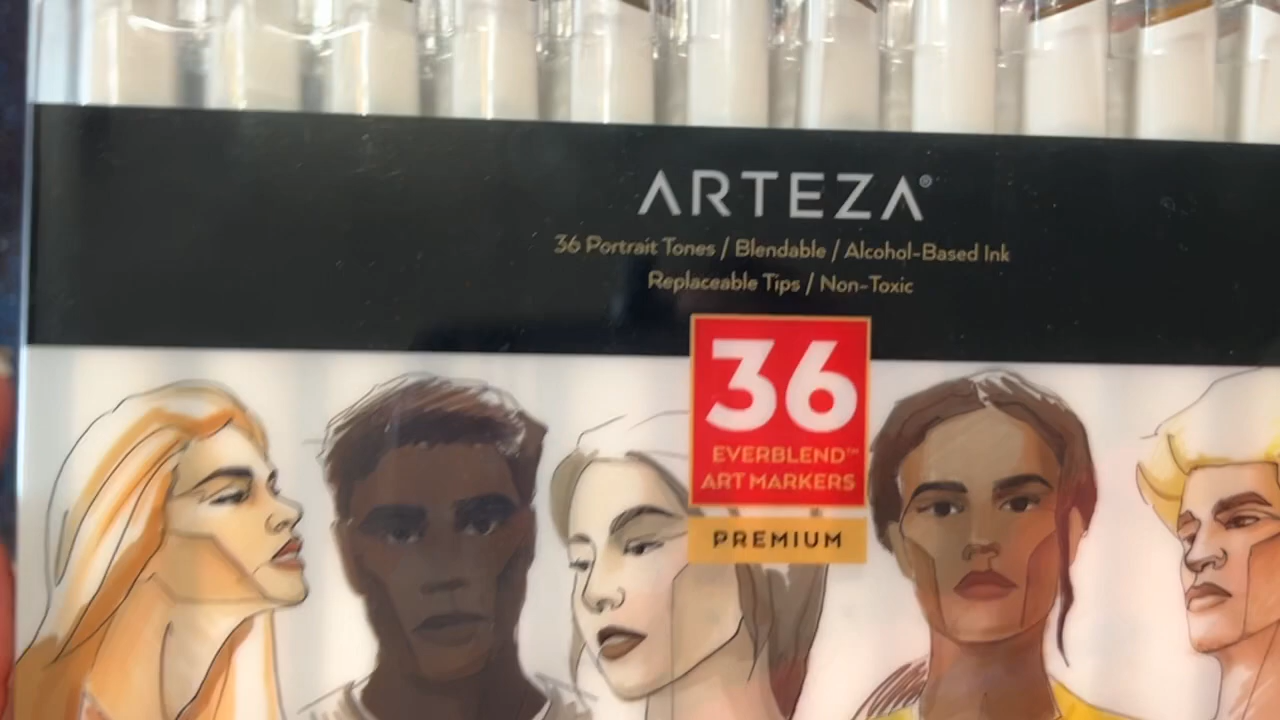 ARTEZA®
36 Portrait Tones / Blendable / Alcohol-Based Ink
Replaceable Tips / Non-Toxic
36
EVERBLEND™
ART MARKERS
PREMIUM